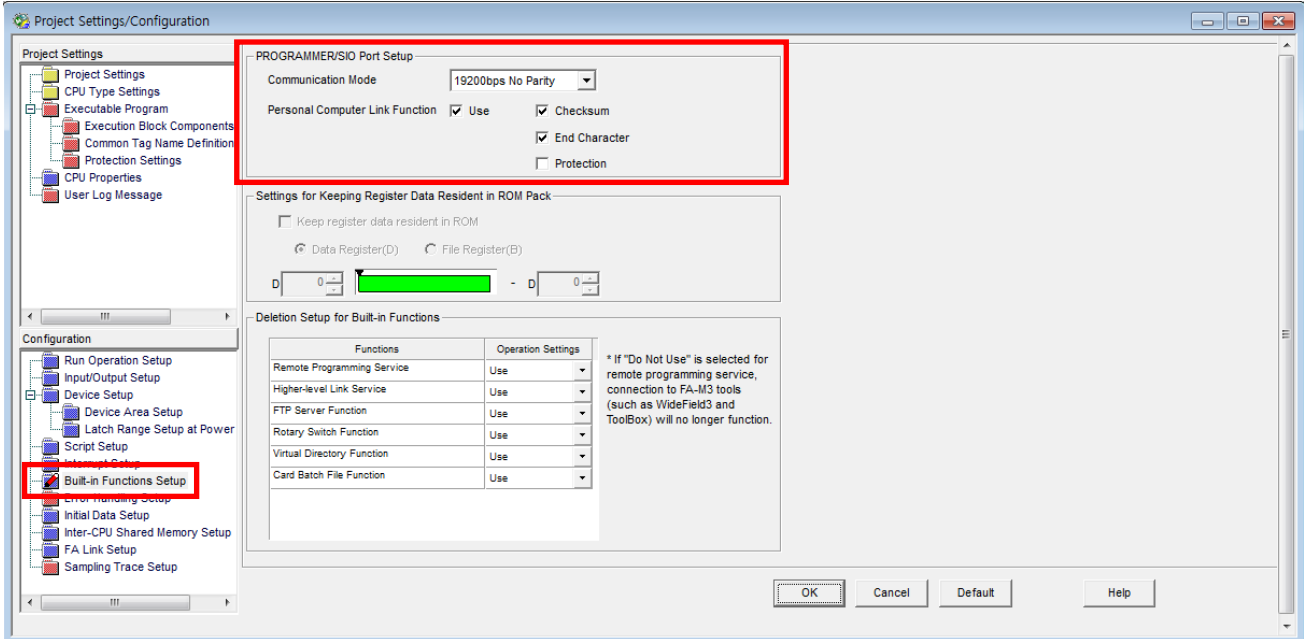 Project Settings/Configuration
Project Settings
Project Settings
CPU Type Settings
Executable Program
Execution Block Components
Common Tag Name Definition
Protection Settings
CPU Properties
User Log Message
Configuration
Run Operation Setup
Input/Output Setup
Device Setup
Device Area Setup
Latch Range Setup at Power
Script Setup
Interrupt Setup
Built-in Functions Setup
Error Handling Setup
Initial Data Setup
Inter-CPU Shared Memory Setup
FA Link Setup
Sampling Trace Setup
PROGRAMMER/SIO Port Setup
Communication Mode 19200bps No Parity
Personal Computer Link Function Use Checksum
End Character
Protection
Settings for Keeping Register Data Resident in ROM Pack
Keep register data resident in ROM
Data Register(D) File Register(B)
D 0 - D 0
Deletion Setup for Built-in Functions
Functions Operation Settings
Remote Programming Service Use
Higher-level Link Service Use
FTP Server Function Use
Rotary Switch Function Use
Virtual Directory Function Use
Card Batch File Function Use
* If "Do Not Use" is selected for
remote programming service,
connection to FA-M3 tools
(such as WideField3 and
ToolBox) will no longer function.
OK Cancel Default Help